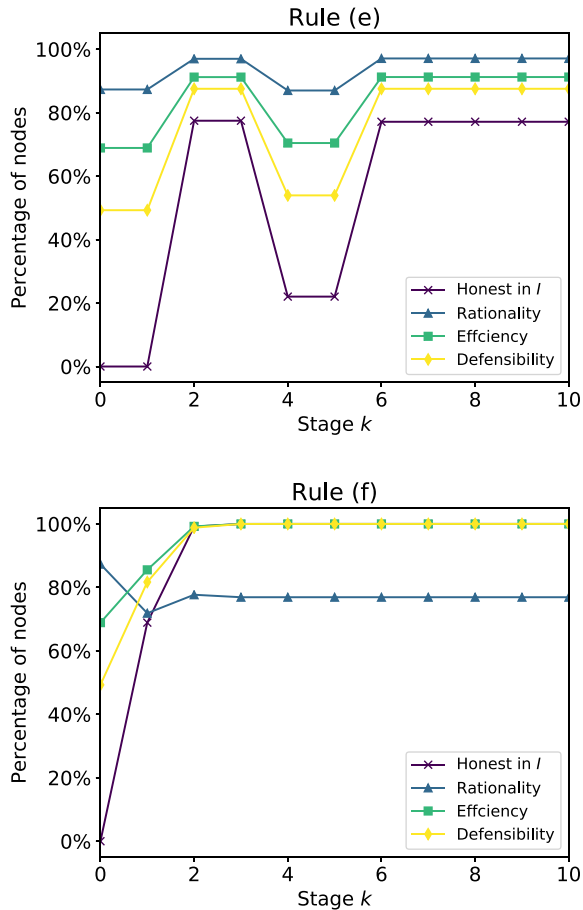 Rule (e)
Percentage of nodes
100%
80%
60%
40%
20%
0%
Honest in I
Rationality
Effciency
Defensibility
0 2 4 6 8 10
Stage k
Rule (f)
Percentage of nodes
100%
80%
60%
40%
20%
0%
Honest in I
Rationality
Effciency
Defensibility
0 2 4 6 8 10
Stage k